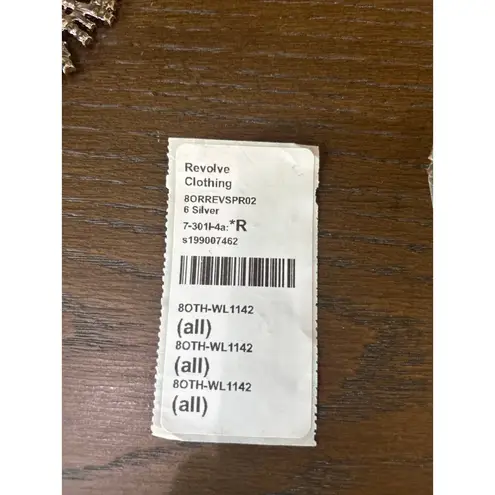 Revolve
Clothing
8ORREVSPR02
6 Silver
7-301I-4a:*R
s199007462
8OTH-WL1142
(all)
8OTH-WL1142
(all)
8OTH-WL1142
(all)